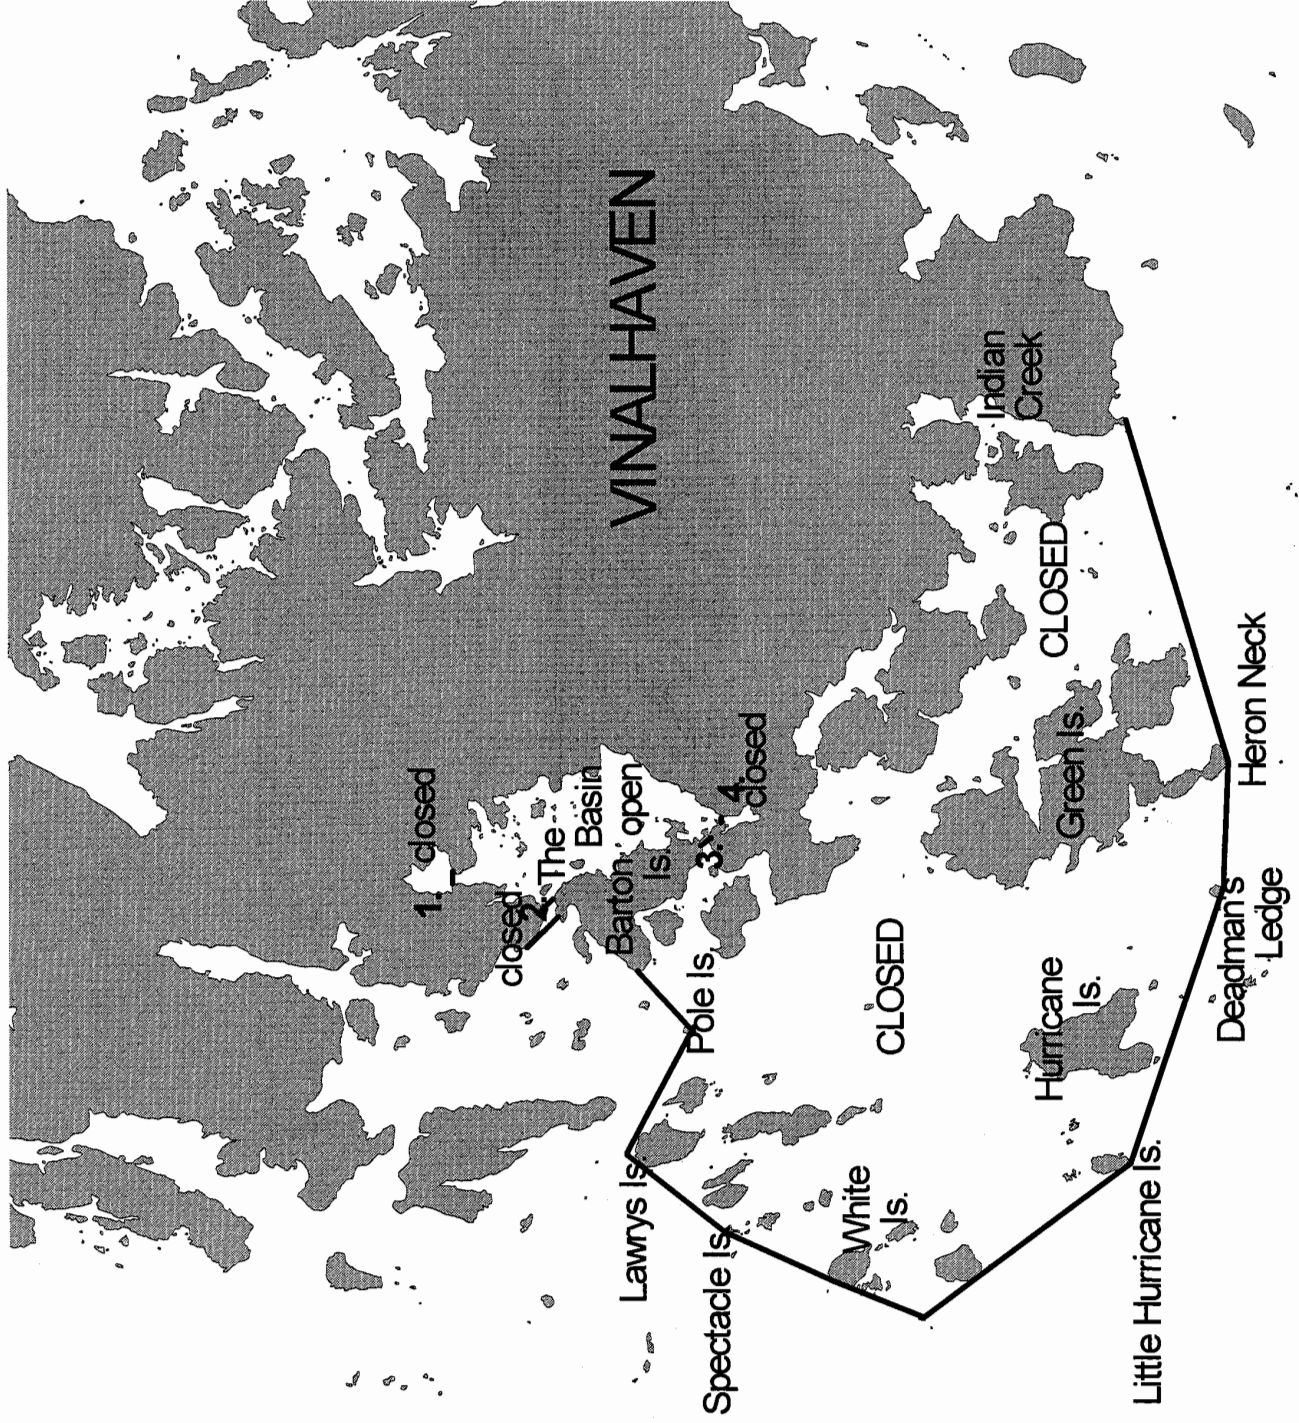 VINALHAVEN
1. closed
closed
2. The
Basin
open
Barton
Is.
3.
4.
closed
Indian
Creek
CLOSED
Green Is.
Heron Neck
Pole Is.
CLOSED
Hurricane
Is.
Deadman's
Ledge
Lawrys Is.
Spectacle Is.
White
Is.
Little Hurricane Is.